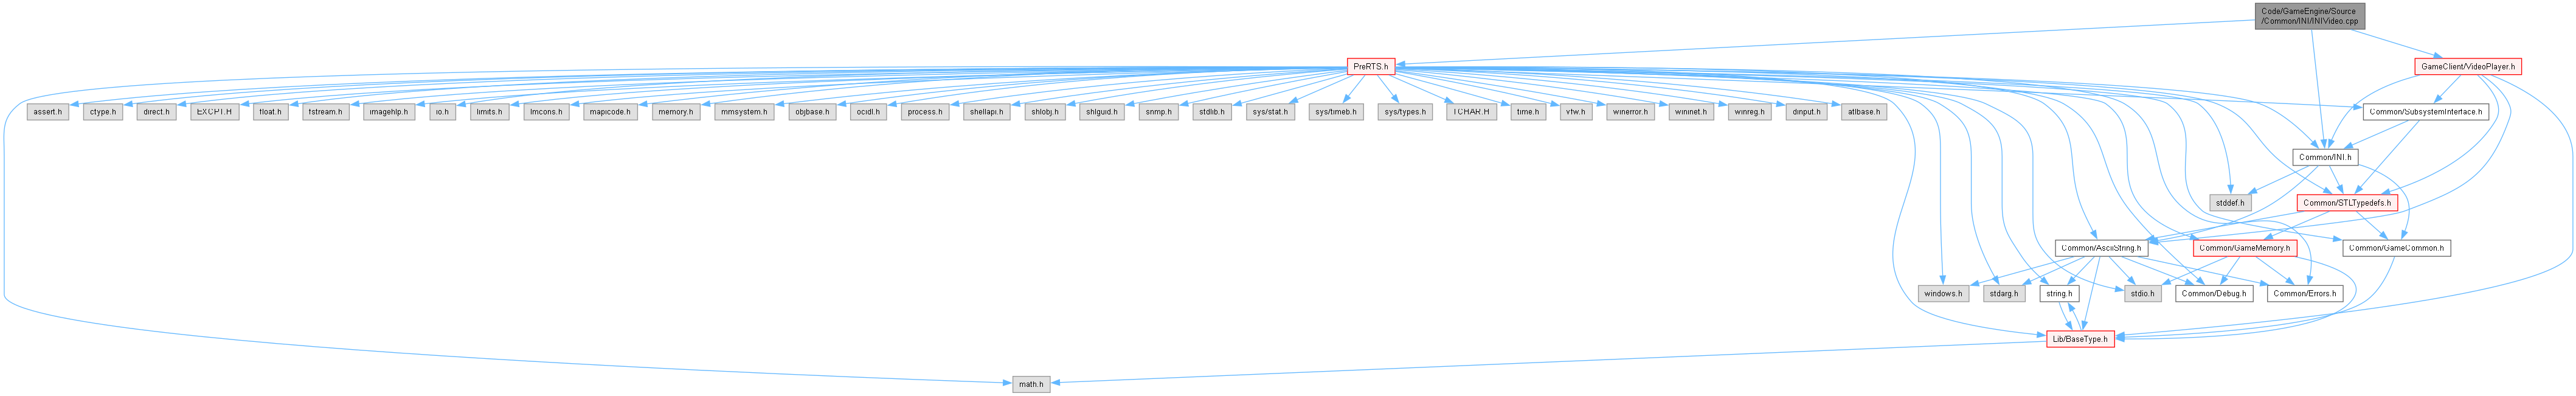 Code/GameEngine/Source
/Common/INI/INIVideo.cpp
PreRTS.h
GameClient/VideoPlayer.h
assert.h
ctype.h
direct.h
EXCPT.H
float.h
fstream.h
imagehlp.h
io.h
limits.h
lmcons.h
mapicode.h
memory.h
mmsystem.h
objbase.h
ocidl.h
process.h
shellapi.h
shlobj.h
shlguid.h
snmp.h
stdlib.h
sys/stat.h
sys/timeb.h
sys/types.h
TCHAR.H
time.h
vfw.h
winerror.h
wininet.h
winreg.h
dinput.h
atlbase.h
Common/SubsystemInterface.h
Common/INI.h
stddef.h
Common/STLTypedefs.h
Common/AsciiString.h
Common/GameMemory.h
Common/GameCommon.h
windows.h
stdarg.h
string.h
stdio.h
Common/Debug.h
Common/Errors.h
Lib/BaseType.h
math.h